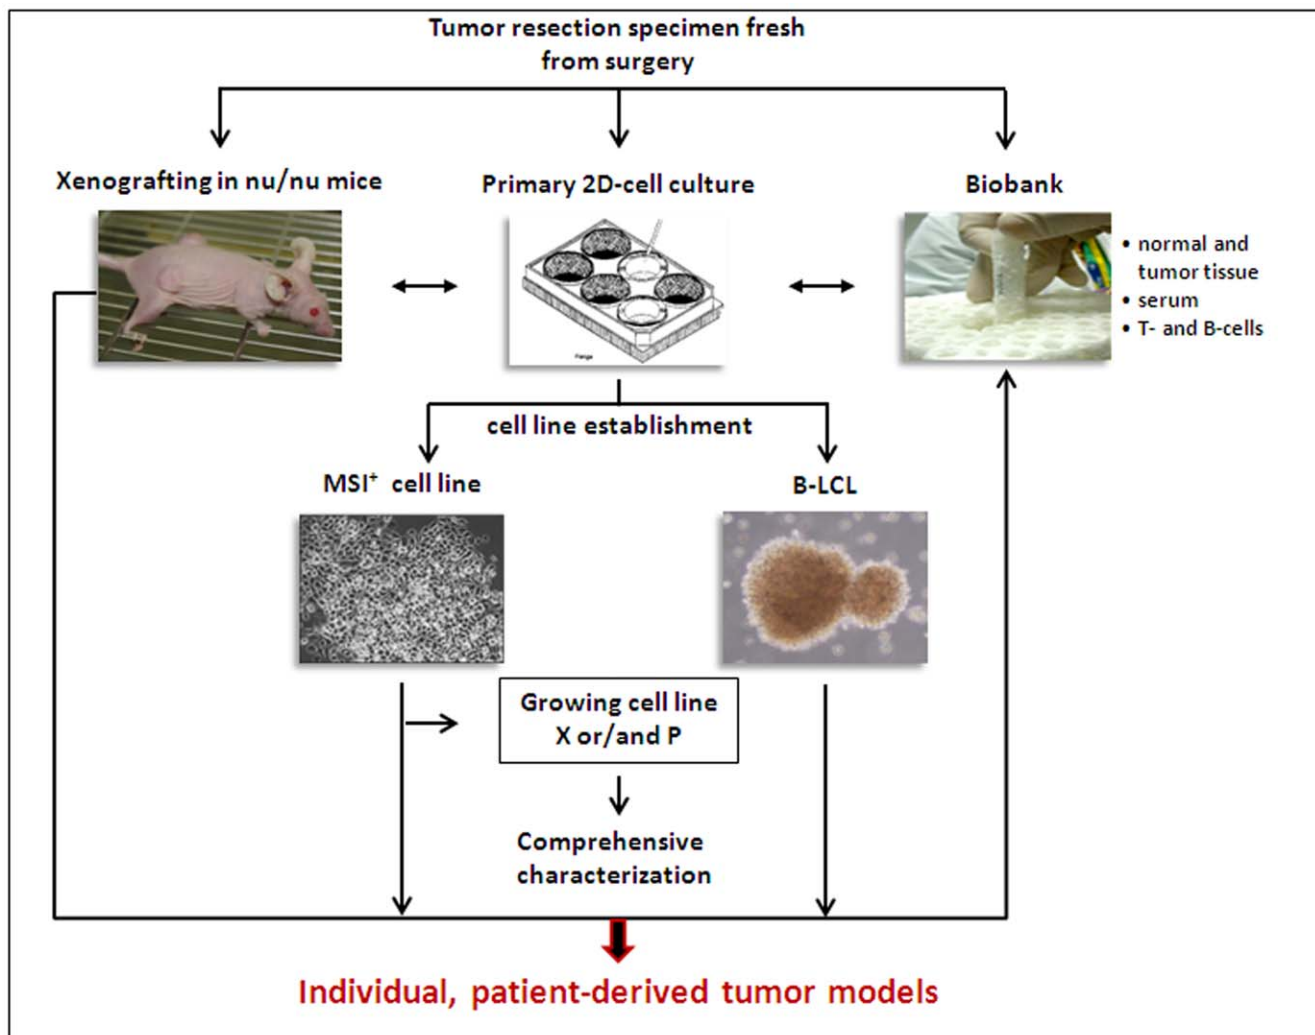 Tumor resection specimen fresh
from surgery
Xenografting in nu/nu mice
Primary 2D-cell culture
Biobank
• normal and
tumor tissue
• serum
• T- and B-cells
Flange
cell line establishment
MSI⁺ cell line
B-LCL
Growing cell line
X or/and P
Comprehensive
characterization
Individual, patient-derived tumor models